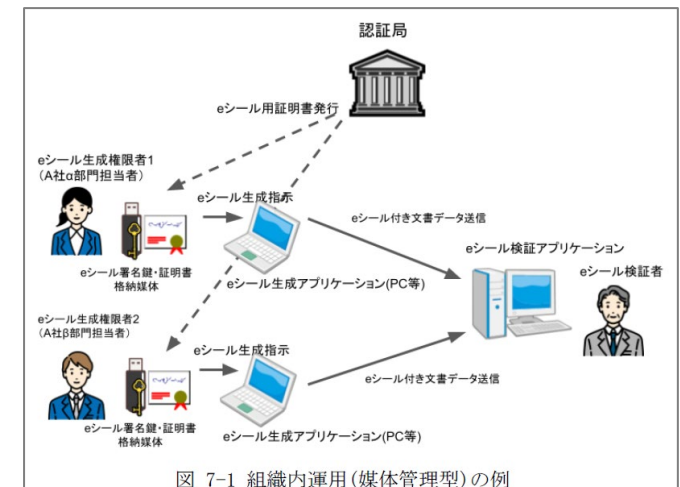 認証局
eシール用証明書発行
eシール生成権限者1
(A社α部門担当者)
eシール生成指示
eシール付き文書データ送信
eシール検証アプリケーション
eシール検証者
eシール署名鍵・証明書
格納媒体
eシール生成アプリケーション(PC等)
eシール生成権限者2
(A社β部門担当者)
eシール生成指示
eシール付き文書データ送信
eシール署名鍵・証明書
格納媒体
eシール生成アプリケーション(PC等)
図 7-1 組織内運用(媒体管理型)の例